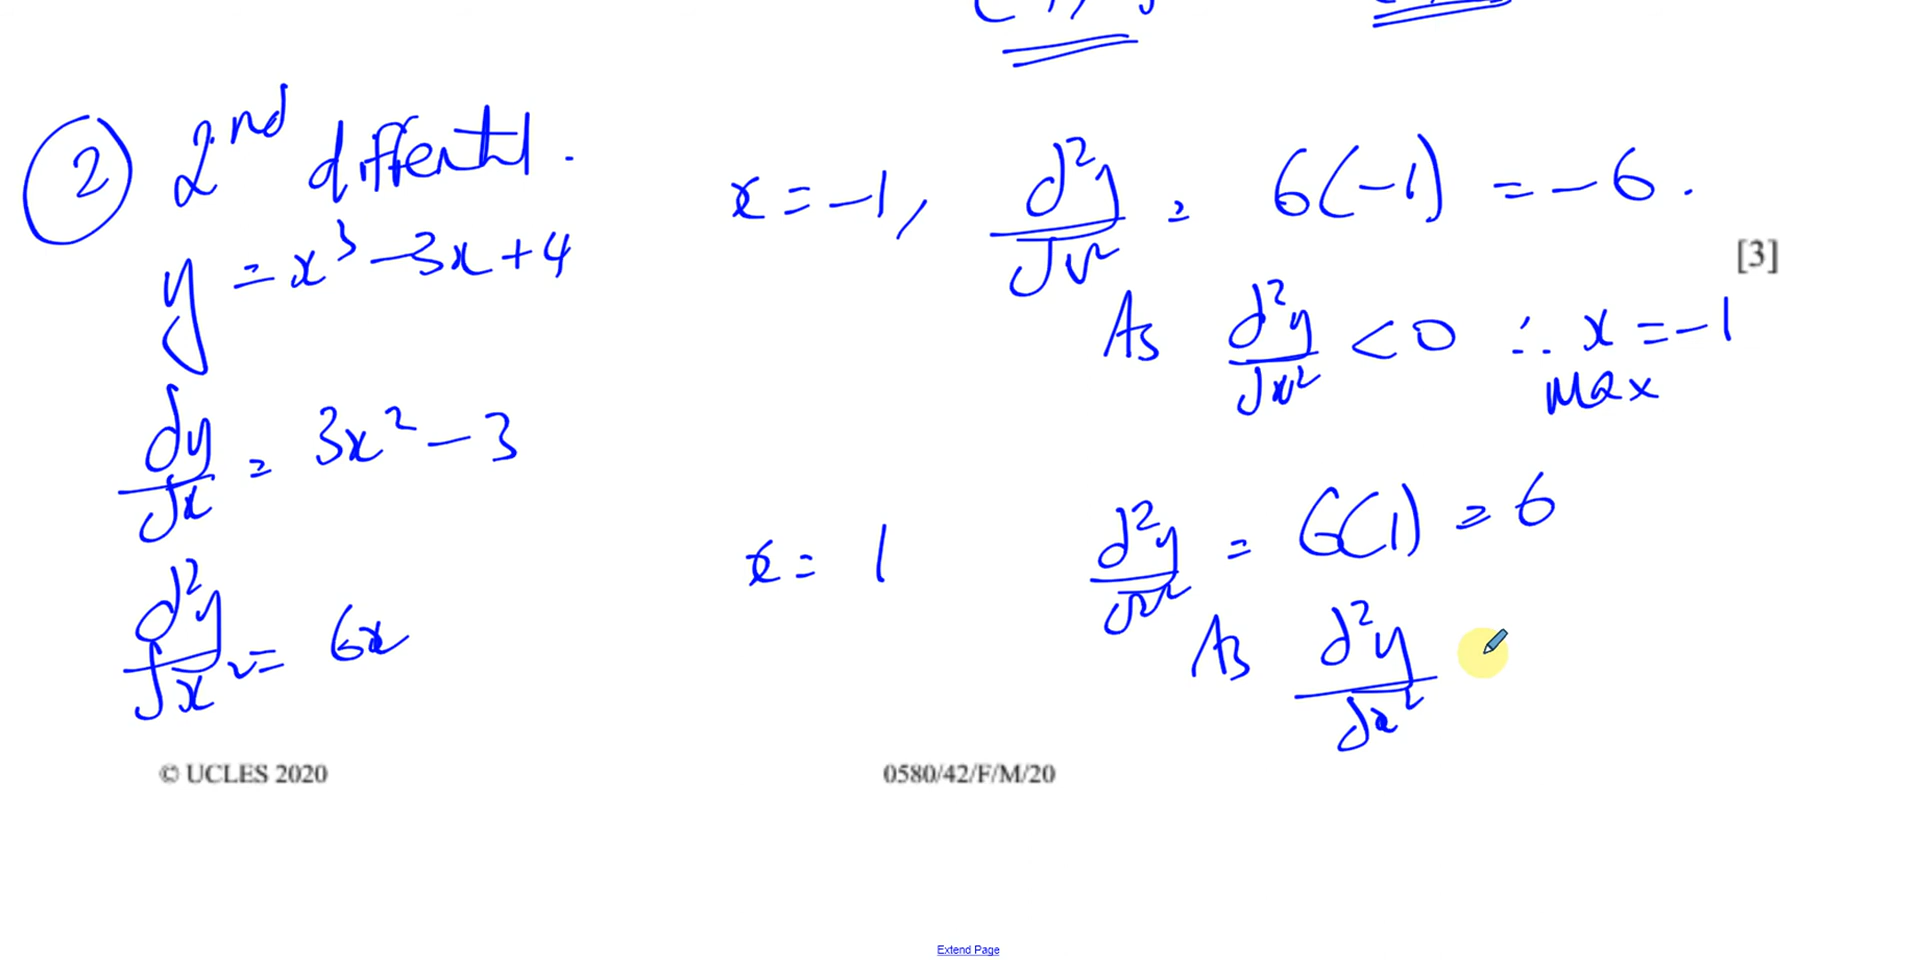 ② 2nd differential.
y = x³ - 3x + 4
dy/dx = 3x² - 3
d²y/dx² = 6x
x = -1, d²y/dx² = 6(-1) = -6.
[3]
As d²y/dx² < 0 ∴ x = -1
max
x = 1 d²y/dx² = 6(1) = 6
As d²y/dx²
© UCLES 2020
0580/42/F/M/20
Extend Page